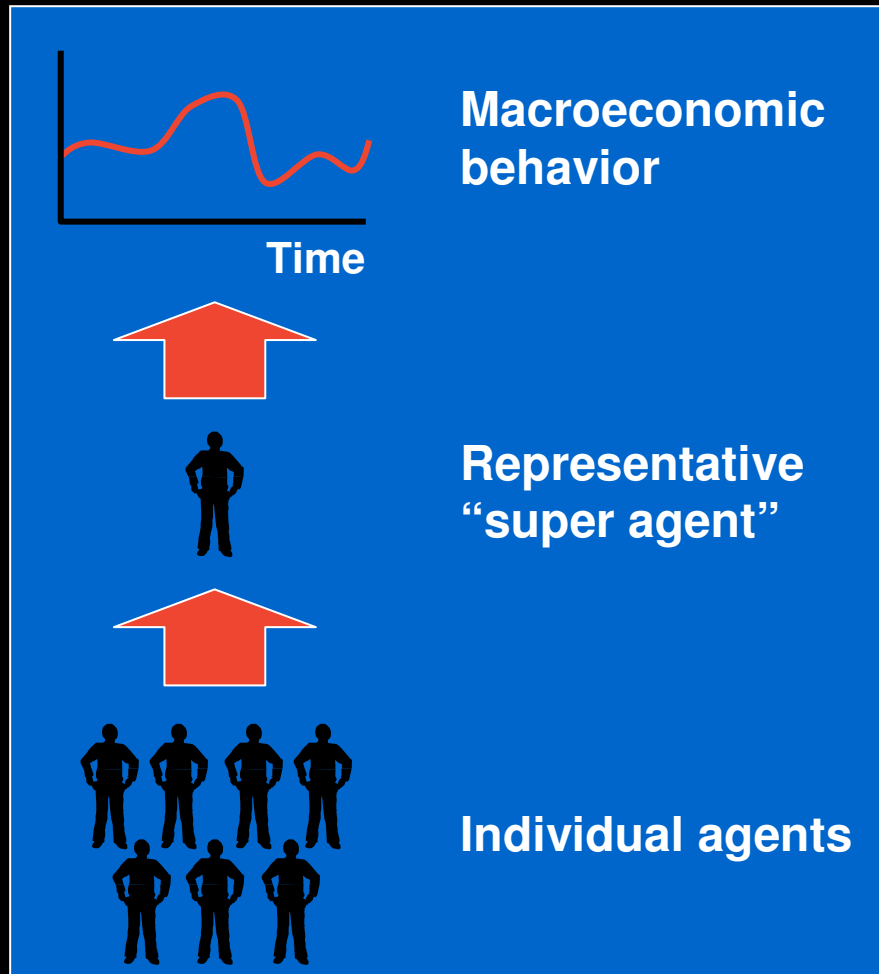 Macroeconomic
behavior
Time
Representative
“super agent”
Individual agents